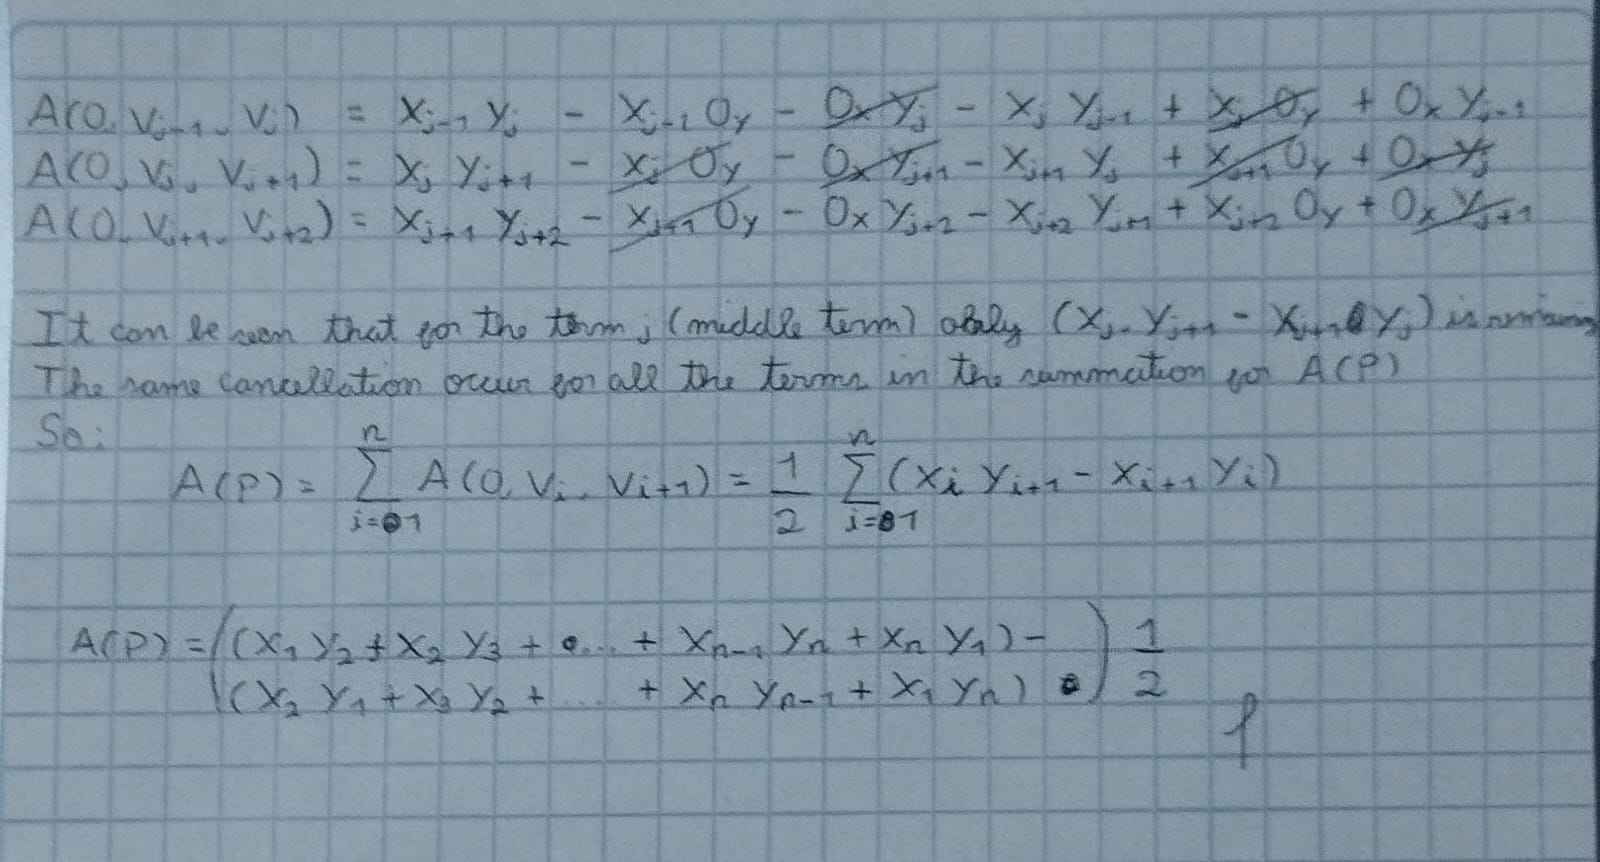 A(O, V_{j-1}, V_j) = X_{j-1} Y_j - X_{j-1} O_y - O_x Y_j - X_j Y_{j-1} + X_j O_y + O_x Y_{j-1}
A(O, V_j, V_{j+1}) = X_j Y_{j+1} - X_j O_y - O_x Y_{j+1} - X_{j+1} Y_j + X_{j+1} O_y + O_x Y_j
A(O, V_{j+1}, V_{j+2}) = X_{j+1} Y_{j+2} - X_{j+1} O_y - O_x Y_{j+2} - X_{j+2} Y_{j+1} + X_{j+2} O_y + O_x Y_{j+1}
It can be seen that for the term j (middle term) only (X_j Y_{j+1} - X_{j+1} Y_j) is remaining
The same cancellation occur for all the terms in the summation for A(P)
So:
A(P) = \sum_{i=1}^{n} A(O, V_i, V_{i+1}) = \frac{1}{2} \sum_{i=1}^{n} (X_i Y_{i+1} - X_{i+1} Y_i)
A(P) = ((X_1 Y_2 + X_2 Y_3 + ... + X_{n-1} Y_n + X_n Y_1) -
(X_2 Y_1 + X_3 Y_2 + .... + X_n Y_{n-1} + X_1 Y_n)) \frac{1}{2}